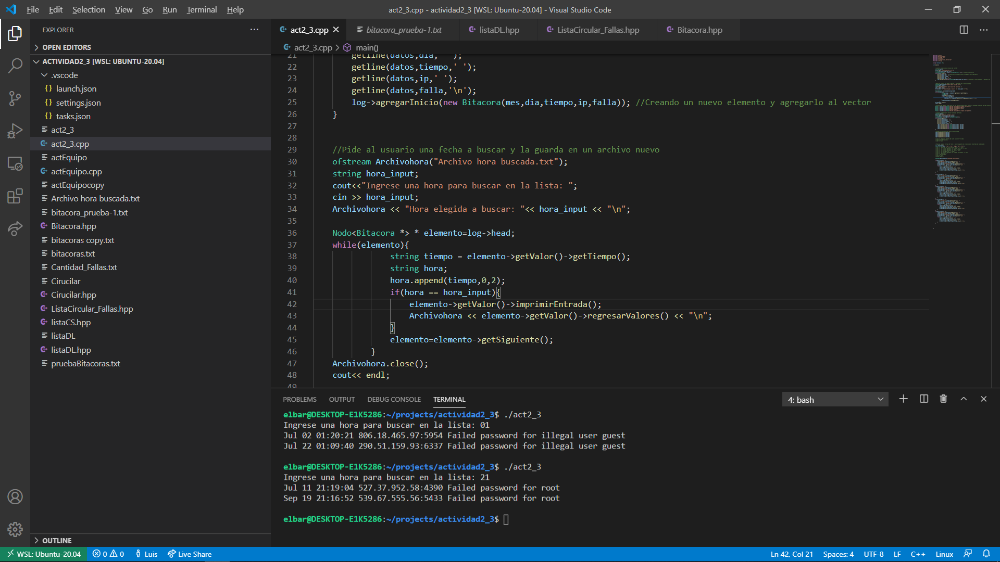 File Edit Selection View Go Run Terminal Help
act2_3.cpp - actividad2_3 [WSL: Ubuntu-20.04] - Visual Studio Code
EXPLORER
OPEN EDITORS
ACTIVIDAD2_3 [WSL: UBUNTU-20.04]
.vscode
launch.json
settings.json
tasks.json
act2_3
act2_3.cpp
actEquipo
actEquipo.cpp
actEquipocopy
Archivo hora buscada.txt
bitacora_prueba-1.txt
Bitacora.hpp
bitacoras copy.txt
bitacoras.txt
Cantidad_Fallas.txt
Cirucilar
Cirucilar.hpp
ListaCircular_Fallas.hpp
listaCS.hpp
listaDL
listaDL.hpp
pruebaBitacoras.txt
OUTLINE
act2_3.cpp bitacora_prueba-1.txt listaDL.hpp ListaCircular_Fallas.hpp Bitacora.hpp
act2_3.cpp > main()
21 getline(datos,dia,' ');
22 getline(datos,tiempo,' ');
23 getline(datos,ip,' ');
24 getline(datos,falla,'\n');
25 log->agregarInicio(new Bitacora(mes,dia,tiempo,ip,falla)); //Creando un nuevo elemento y agregarlo al vector
26 }
27
28
29 //Pide al usuario una fecha a buscar y la guarda en un archivo nuevo
30 ofstream Archivohora("Archivo hora buscada.txt");
31 string hora_input;
32 cout<<"Ingrese una hora para buscar en la lista: ";
33 cin >> hora_input;
34 Archivohora << "Hora elegida a buscar: "<< hora_input << "\n";
35
36 Nodo<Bitacora *> * elemento=log->head;
37 while(elemento){
38 string tiempo = elemento->getValor()->getTiempo();
39 string hora;
40 hora.append(tiempo,0,2);
41 if(hora == hora_input){
42 elemento->getValor()->imprimirEntrada();
43 Archivohora << elemento->getValor()->regresarValores() << "\n";
44 }
45 elemento=elemento->getSiguiente();
46 }
47 Archivohora.close();
48 cout<< endl;
49
PROBLEMS OUTPUT DEBUG CONSOLE TERMINAL
4: bash
elbar@DESKTOP-E1K5286:~/projects/actividad2_3$ ./act2_3
Ingrese una hora para buscar en la lista: 01
Jul 02 01:20:21 806.18.465.97:5954 Failed password for illegal user guest
Jul 22 01:09:40 290.51.159.93:6337 Failed password for illegal user guest
elbar@DESKTOP-E1K5286:~/projects/actividad2_3$ ./act2_3
Ingrese una hora para buscar en la lista: 21
Jul 11 21:19:04 527.37.952.58:4390 Failed password for root
Sep 19 21:16:52 539.67.555.56:5433 Failed password for root
elbar@DESKTOP-E1K5286:~/projects/actividad2_3$
WSL: Ubuntu-20.04 0 0 Luis Live Share
Ln 42, Col 21 Spaces: 4 UTF-8 LF C++ Linux